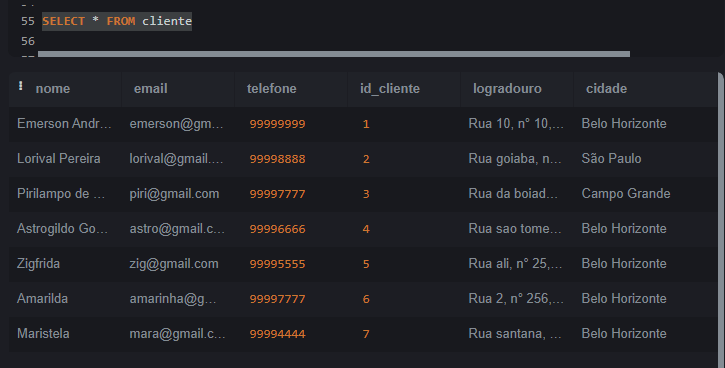 55 SELECT * FROM cliente
56
nome email telefone id_cliente logradouro cidade
Emerson Andr... emerson@gm... 99999999 1 Rua 10, n° 10,... Belo Horizonte
Lorival Pereira lorival@gmail.... 99998888 2 Rua goiaba, n... São Paulo
Pirilampo de ... piri@gmail.com 99997777 3 Rua da boiad... Campo Grande
Astrogildo Go... astro@gmail.c... 99996666 4 Rua sao tome... Belo Horizonte
Zigfrida zig@gmail.com 99995555 5 Rua ali, n° 25,... Belo Horizonte
Amarilda amarinha@g... 99997777 6 Rua 2, n° 256,... Belo Horizonte
Maristela mara@gmail.c... 99994444 7 Rua santana, ... Belo Horizonte